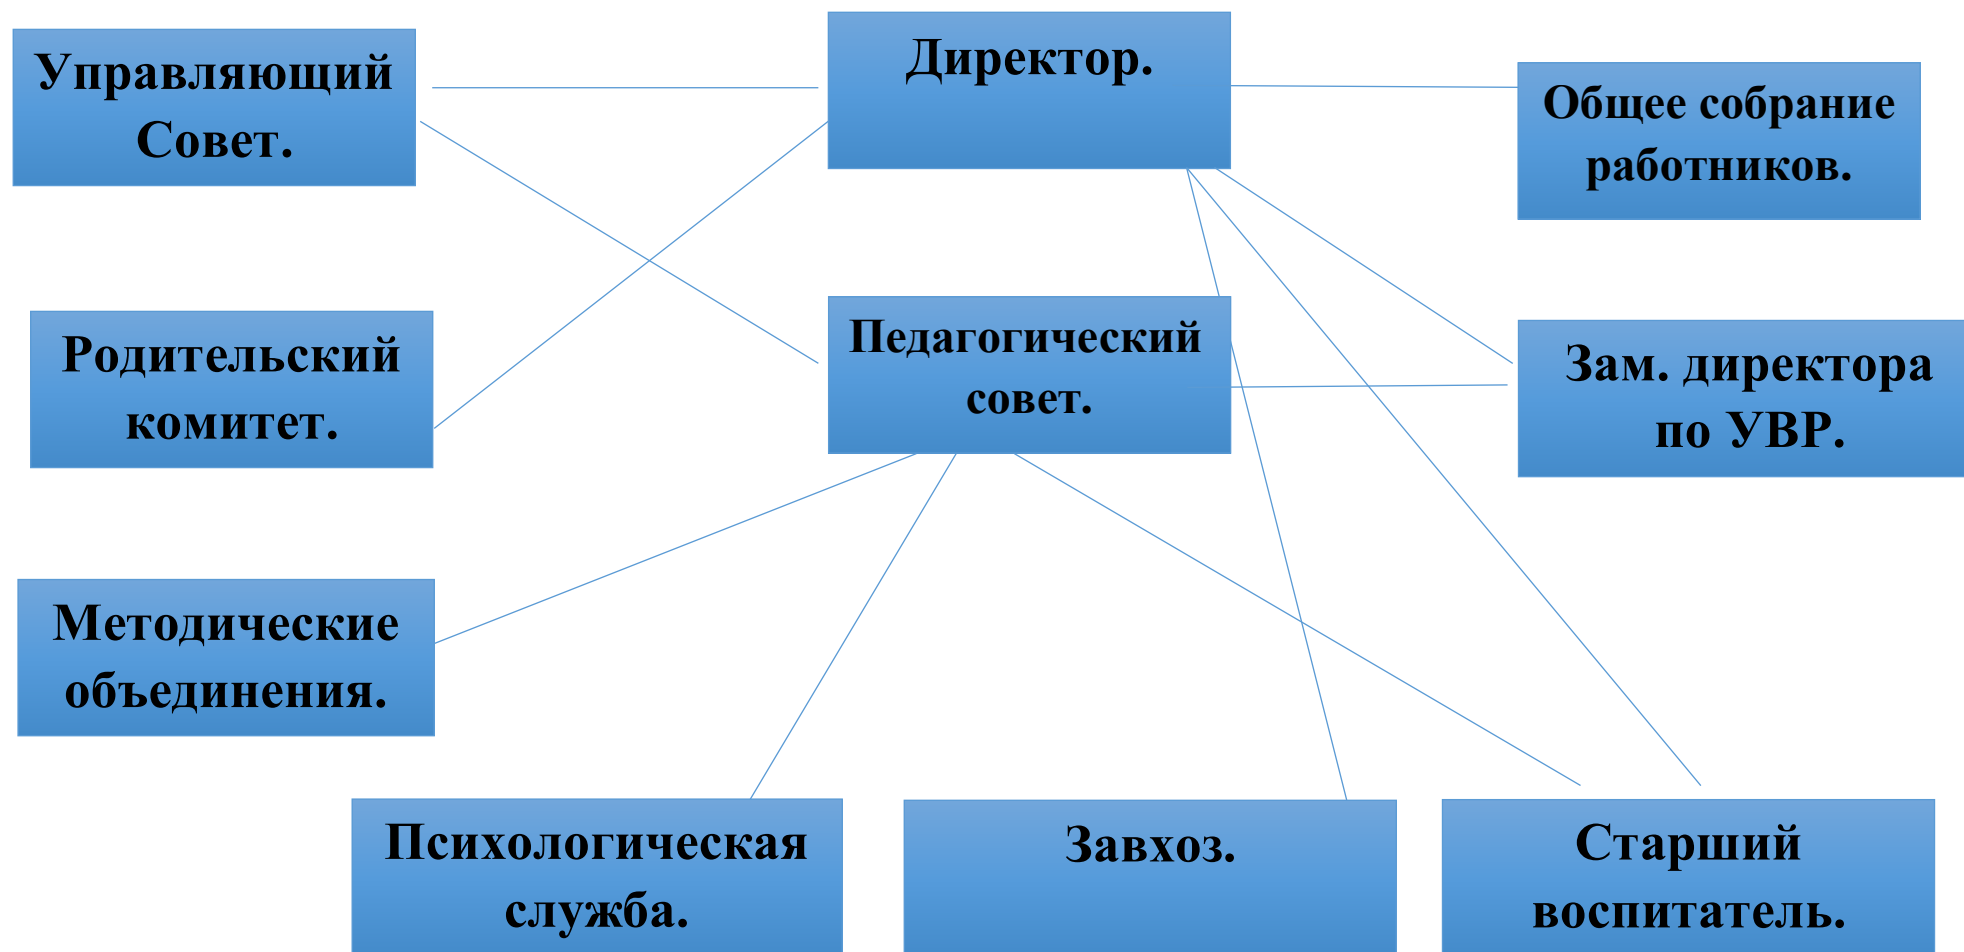 Управляющий
Совет.
Директор.
Общее собрание
работников.
Родительский
комитет.
Педагогический
совет.
Зам. директора
по УВР.
Методические
объединения.
Психологическая
служба.
Завхоз.
Старший
воспитатель.